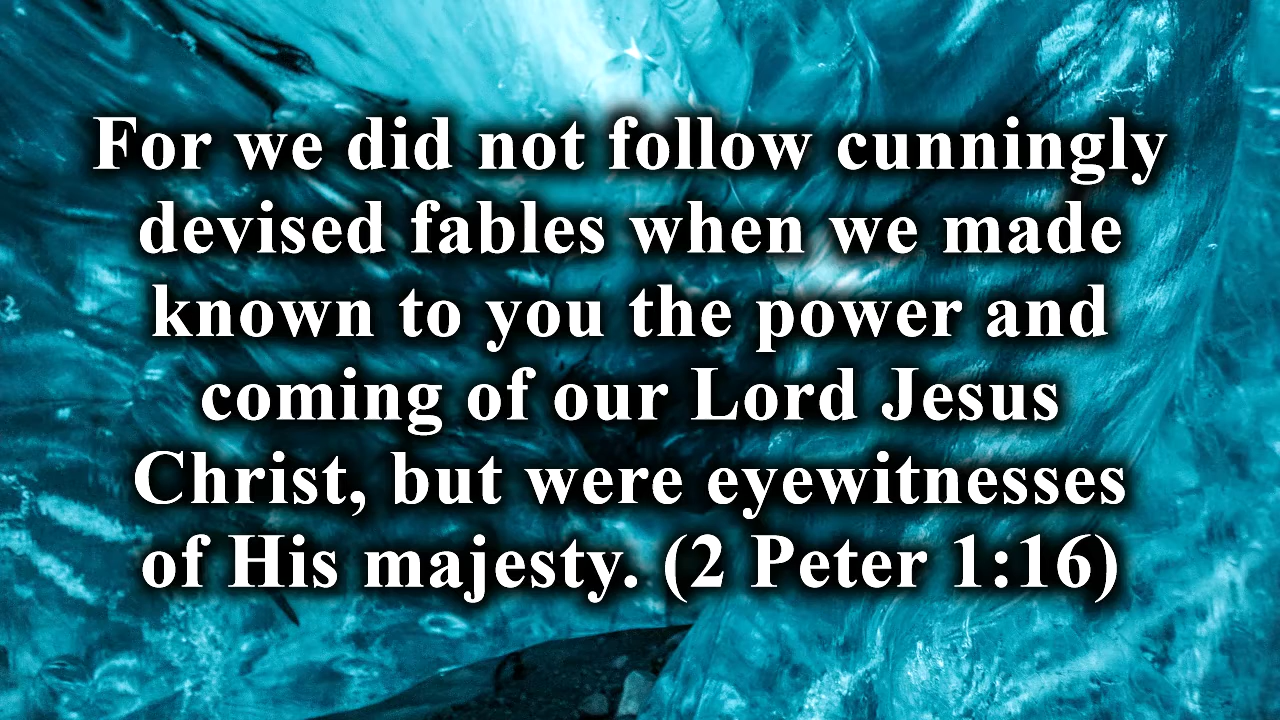 For we did not follow cunningly
devised fables when we made
known to you the power and
coming of our Lord Jesus
Christ, but were eyewitnesses
of His majesty. (2 Peter 1:16)